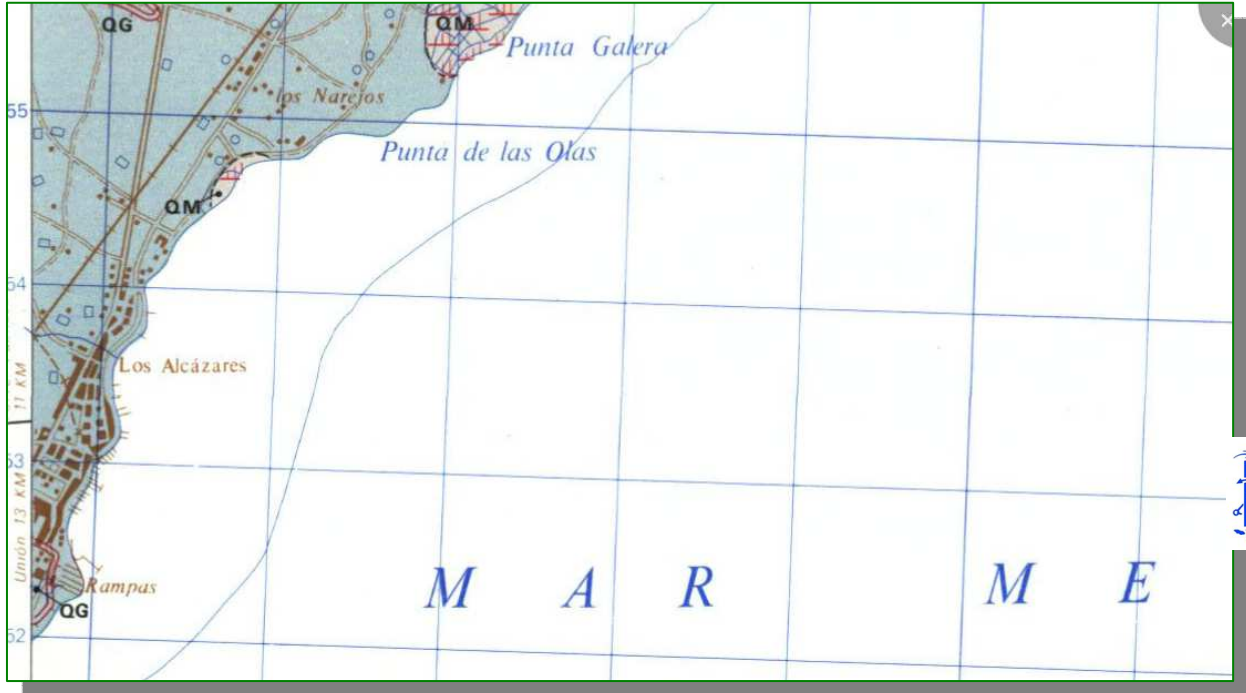 QG
QM
Punta Galera
los Narejos
55
Punta de las Olas
QM
54
Los Alcázares
11 KM
53
Unión 13 KM
M A R M E
Rampas
QG
52